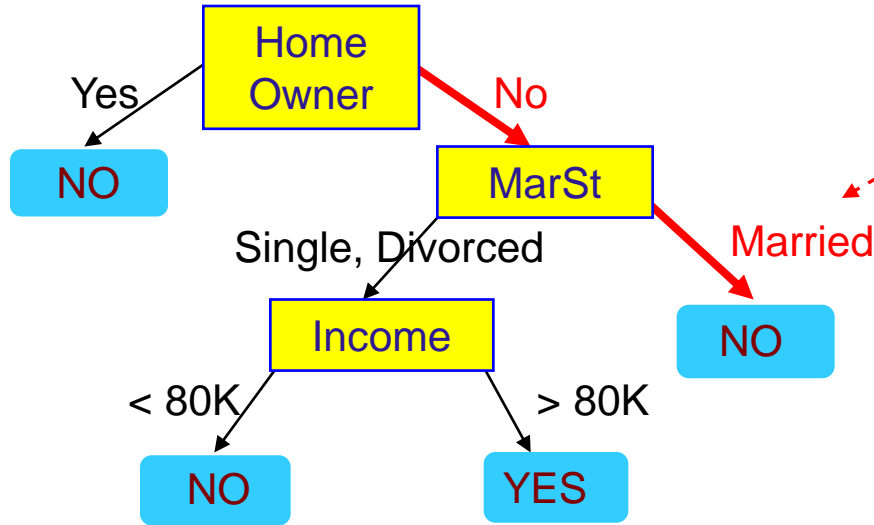 Home
Owner
Yes
No
NO
MarSt
Single, Divorced
Married
Income
NO
< 80K
> 80K
NO
YES